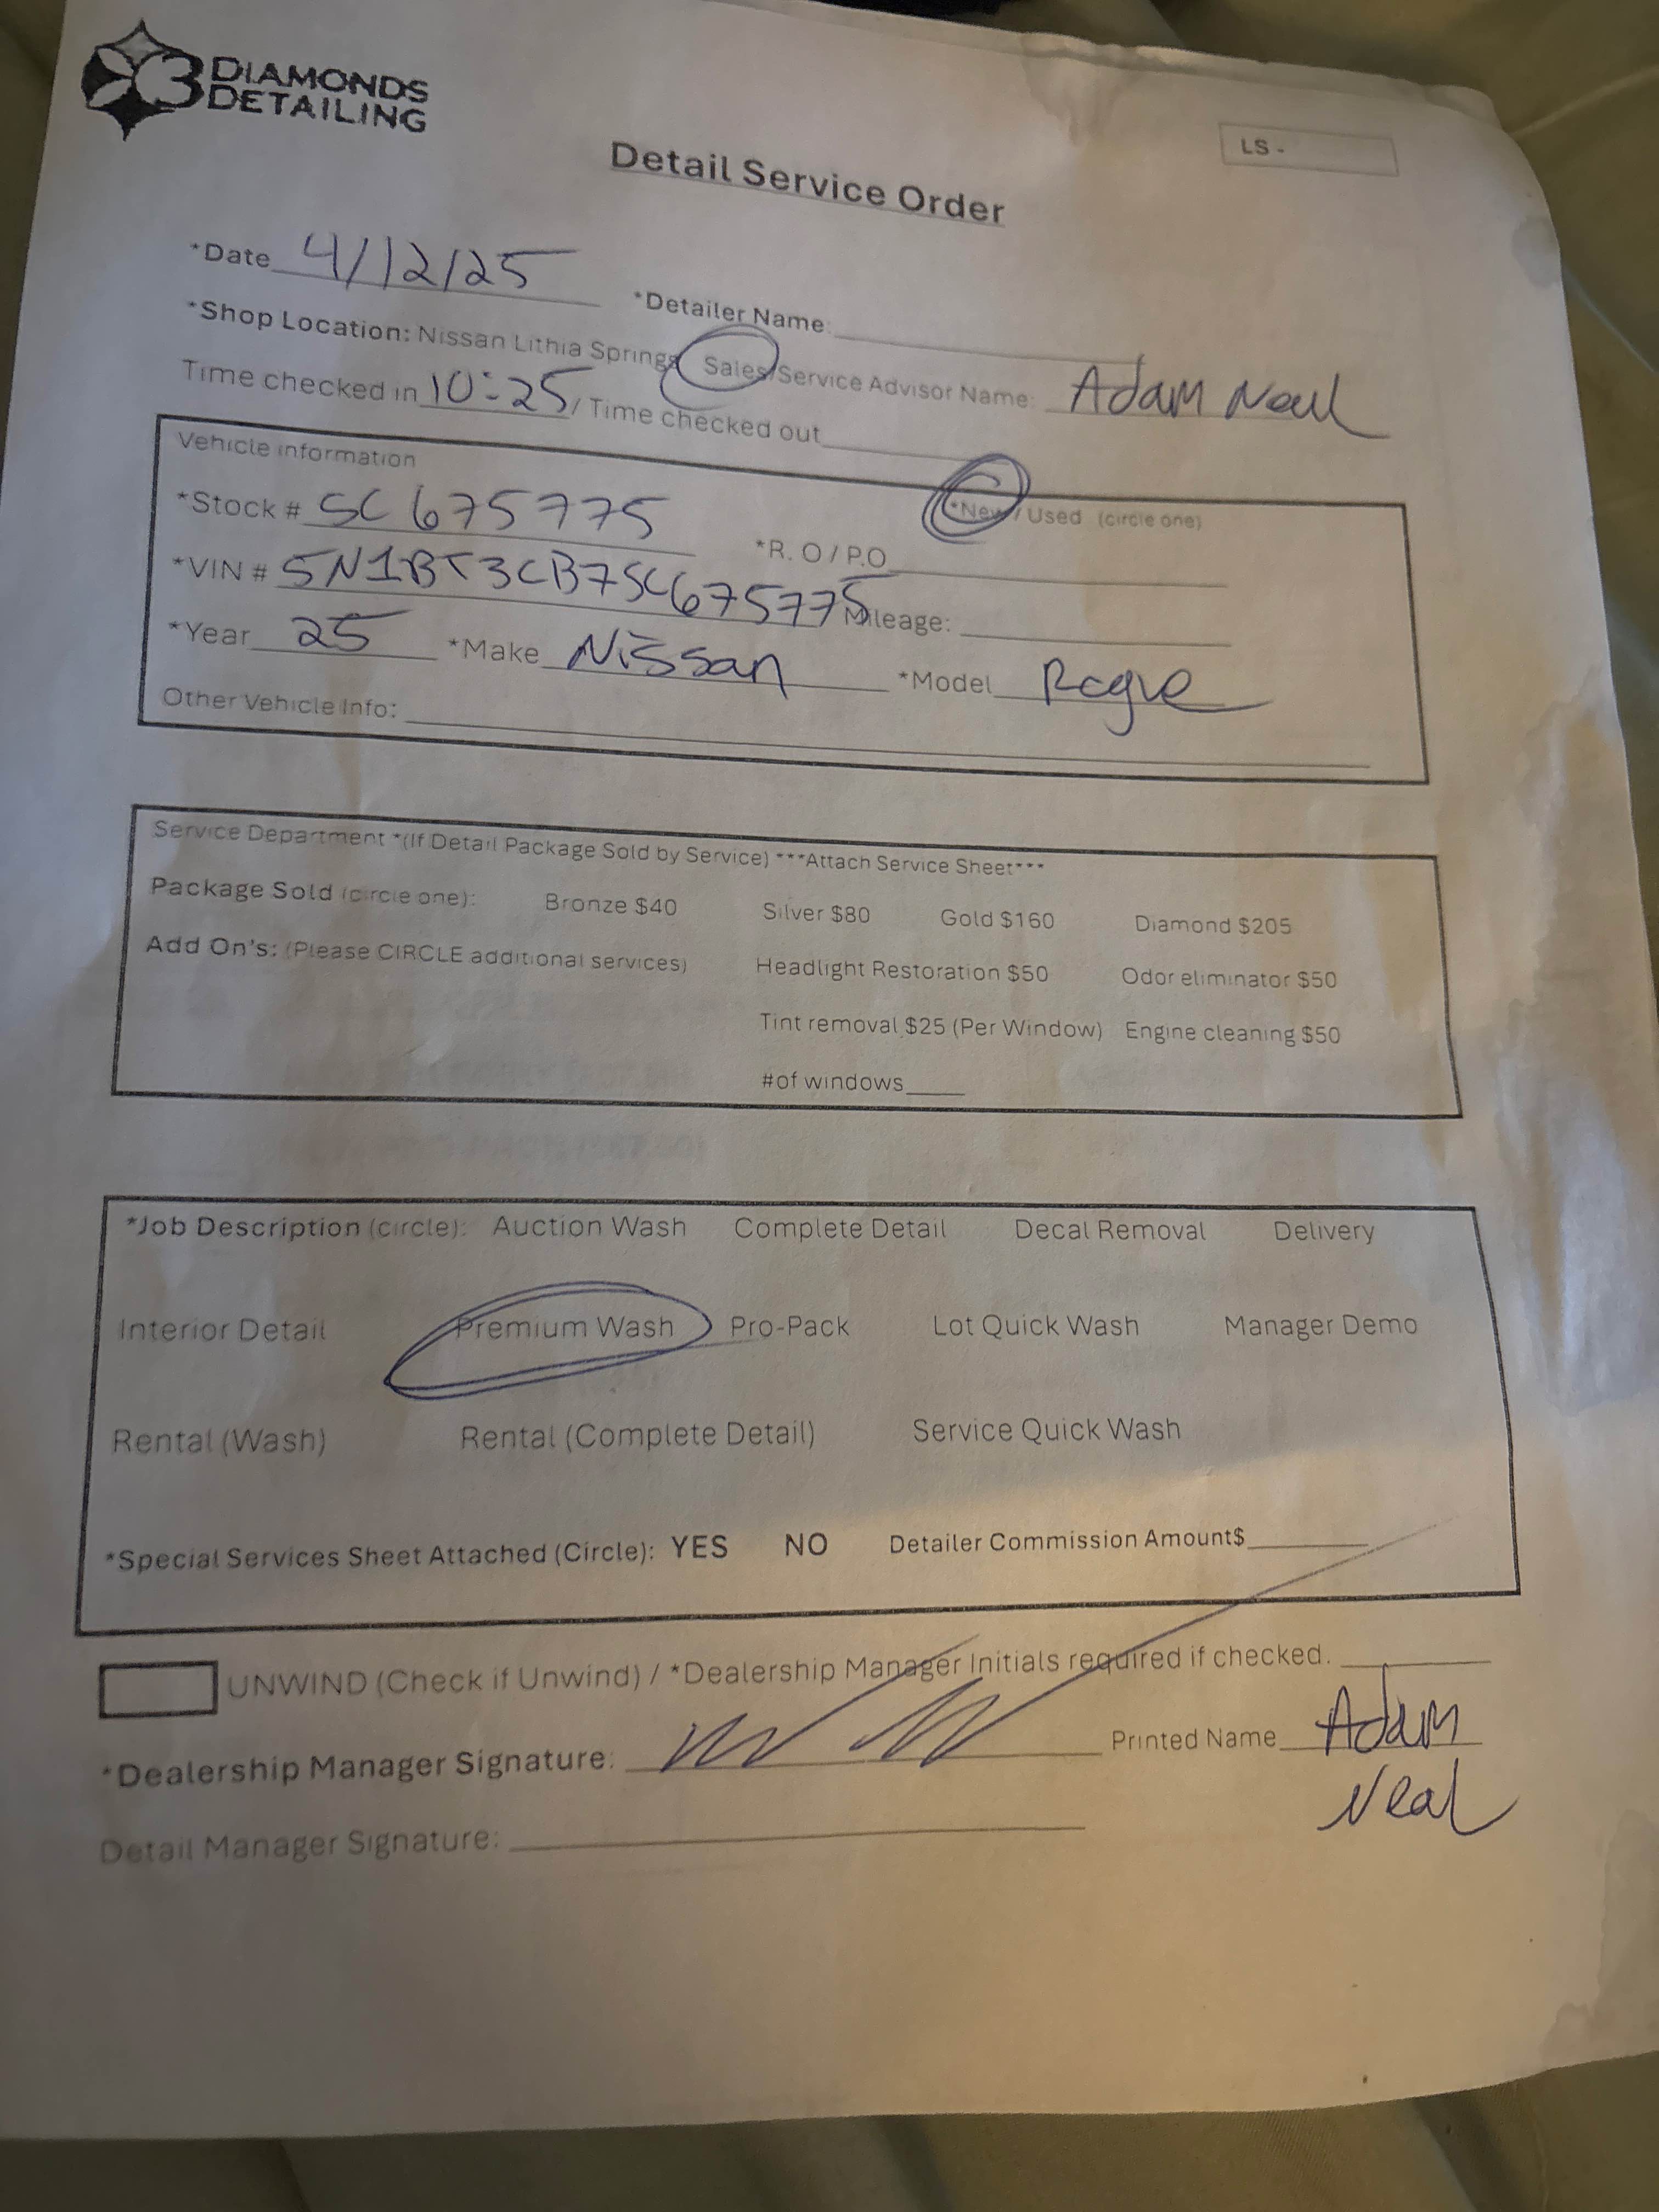 3 DIAMONDS
DETAILING
LS -
Detail Service Order
*Date 4/12/25 *Detailer Name:
*Shop Location: Nissan Lithia Springs Sales/Service Advisor Name: Adam Neal
Time checked in 10:25 / Time checked out
Vehicle information
*Stock # SC675775 *New / Used (circle one)
*R. O / P.O
*VIN # 5N1BT3CB7SC675775 Mileage:
*Year 25 *Make Nissan *Model Rogue
Other Vehicle Info:
Service Department *(If Detail Package Sold by Service) ***Attach Service Sheet***
Package Sold (circle one): Bronze $40 Silver $80 Gold $160 Diamond $205
Add On's: (Please CIRCLE additional services) Headlight Restoration $50 Odor eliminator $50
Tint removal $25 (Per Window) Engine cleaning $50
#of windows
*Job Description (circle): Auction Wash Complete Detail Decal Removal Delivery
Interior Detail Premium Wash Pro-Pack Lot Quick Wash Manager Demo
Rental (Wash) Rental (Complete Detail) Service Quick Wash
*Special Services Sheet Attached (Circle): YES NO Detailer Commission Amount$
UNWIND (Check if Unwind) / *Dealership Manager Initials required if checked.
*Dealership Manager Signature: Printed Name Adam
Neal
Detail Manager Signature: